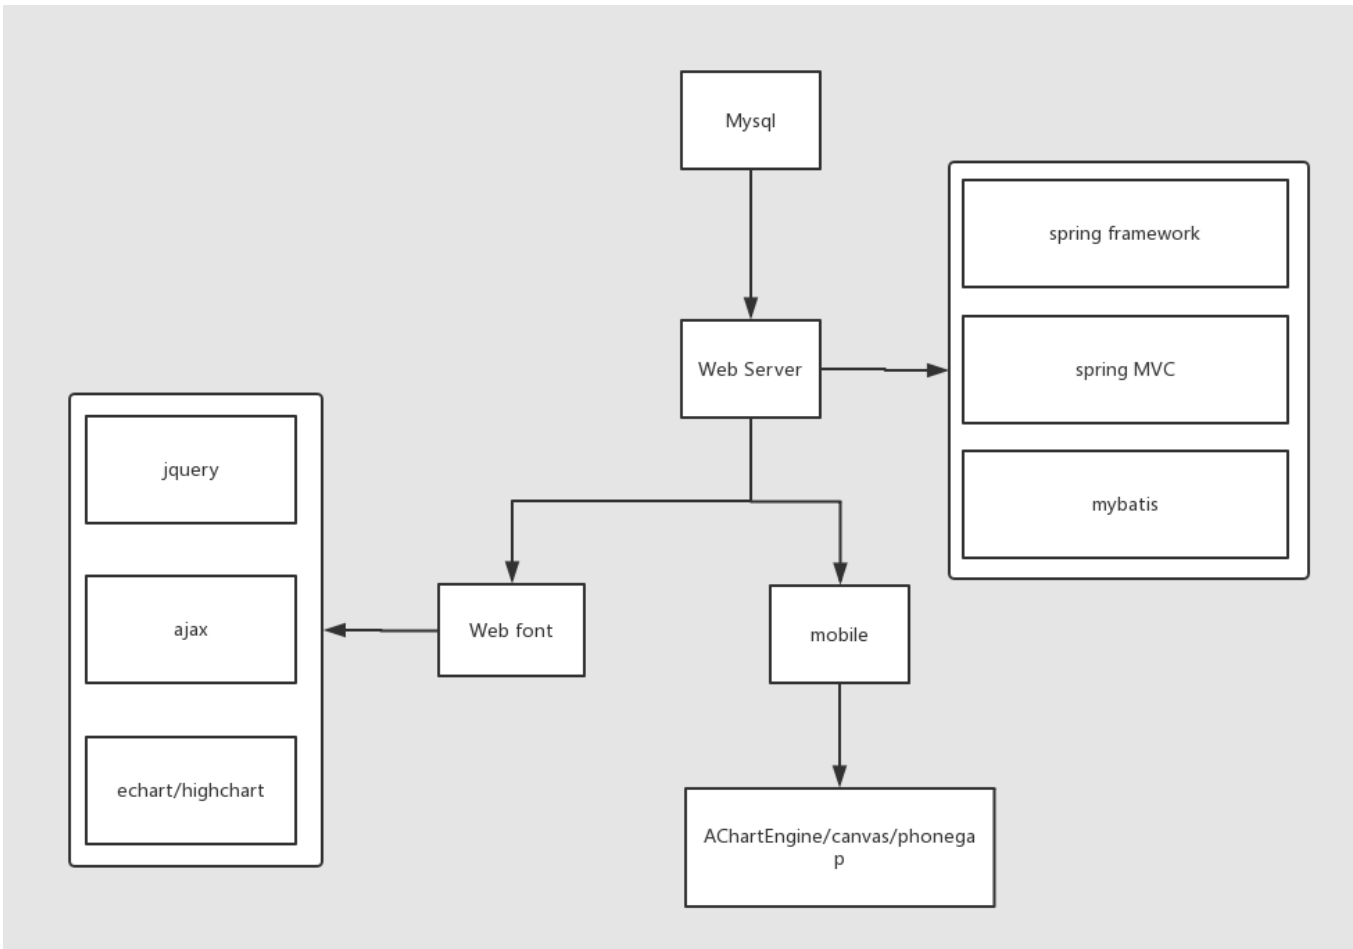 Mysql
spring framework
Web Server
spring MVC
jquery
mybatis
ajax
Web font
mobile
echart/highchart
AChartEngine/canvas/phonega
p